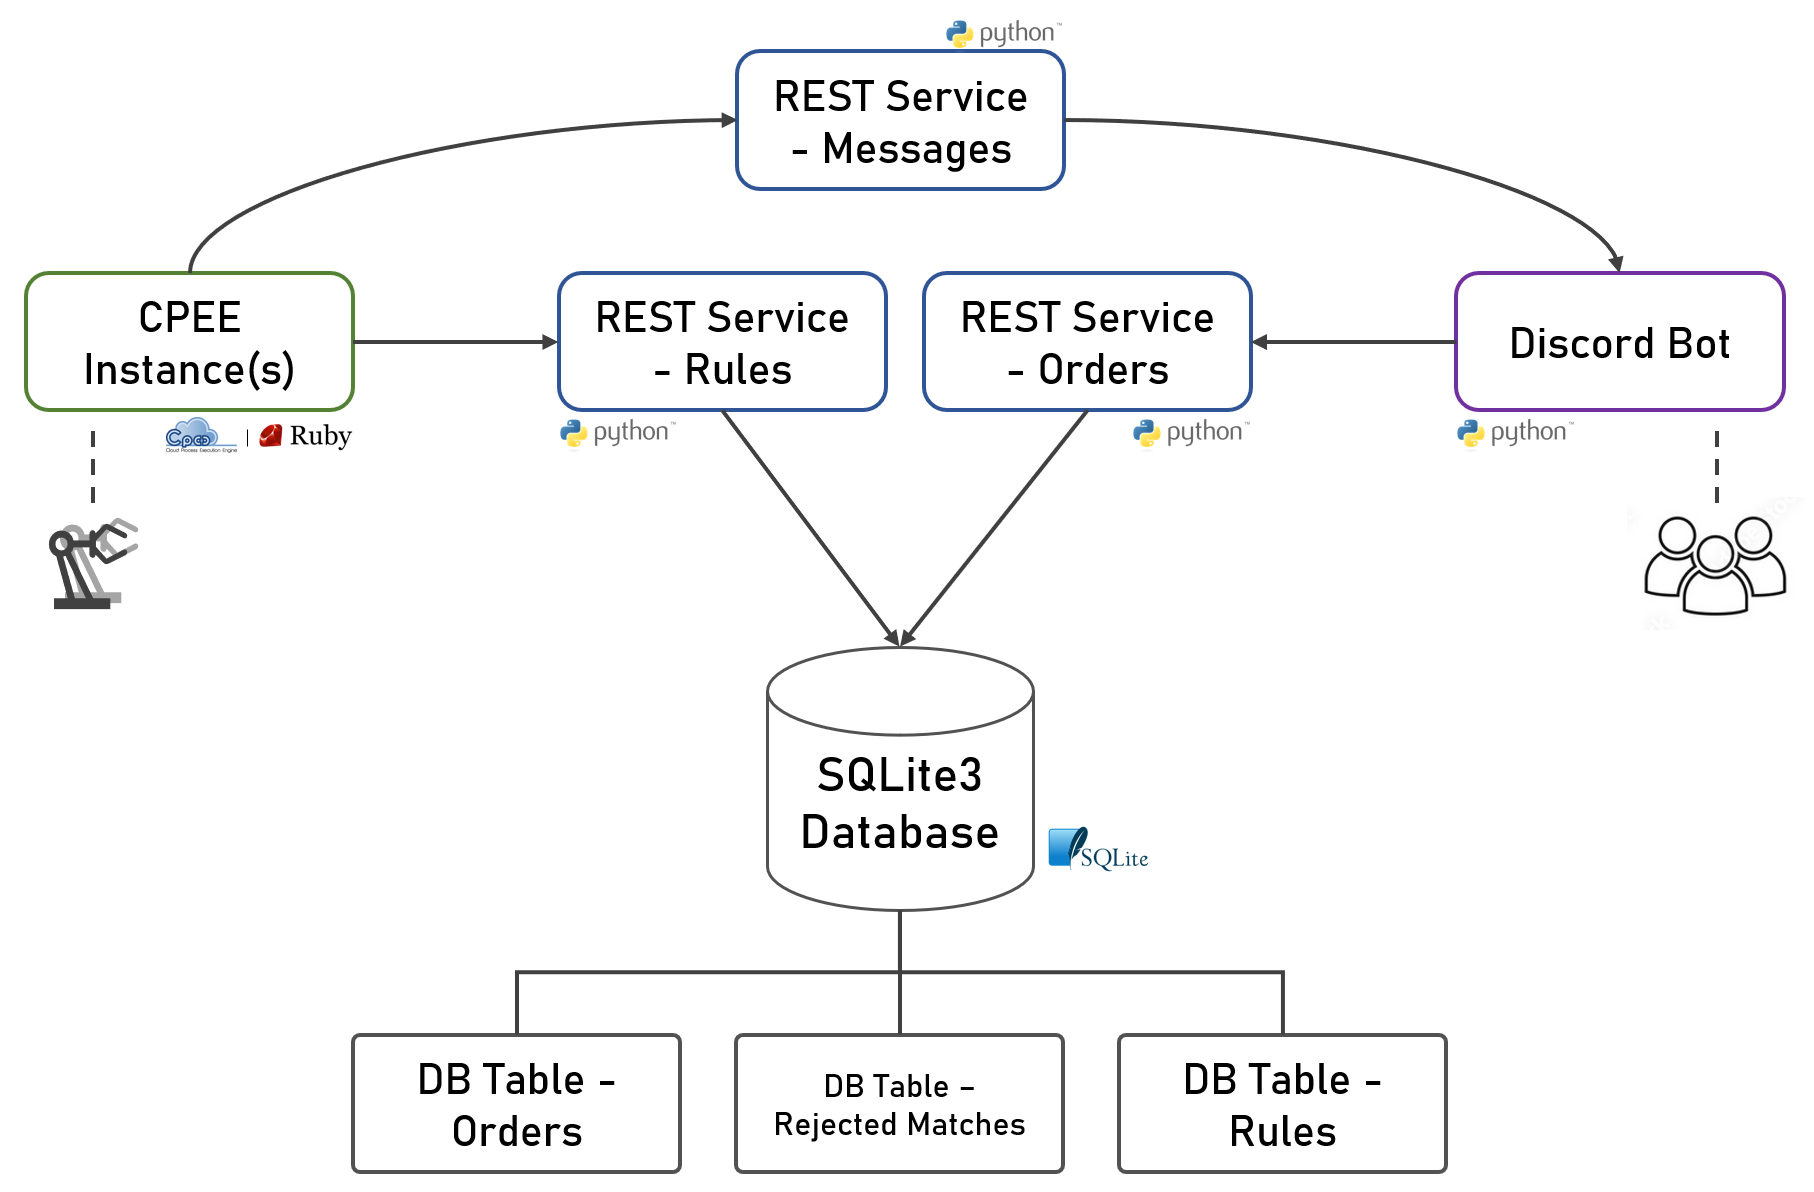 python™
REST Service
- Messages
CPEE
Instance(s)
REST Service
- Rules
REST Service
- Orders
Discord Bot
Cpee
Cloud Process Execution Engine
| Ruby
python™
python™
python™
SQLite3
Database
SQLite
DB Table -
Orders
DB Table –
Rejected Matches
DB Table -
Rules